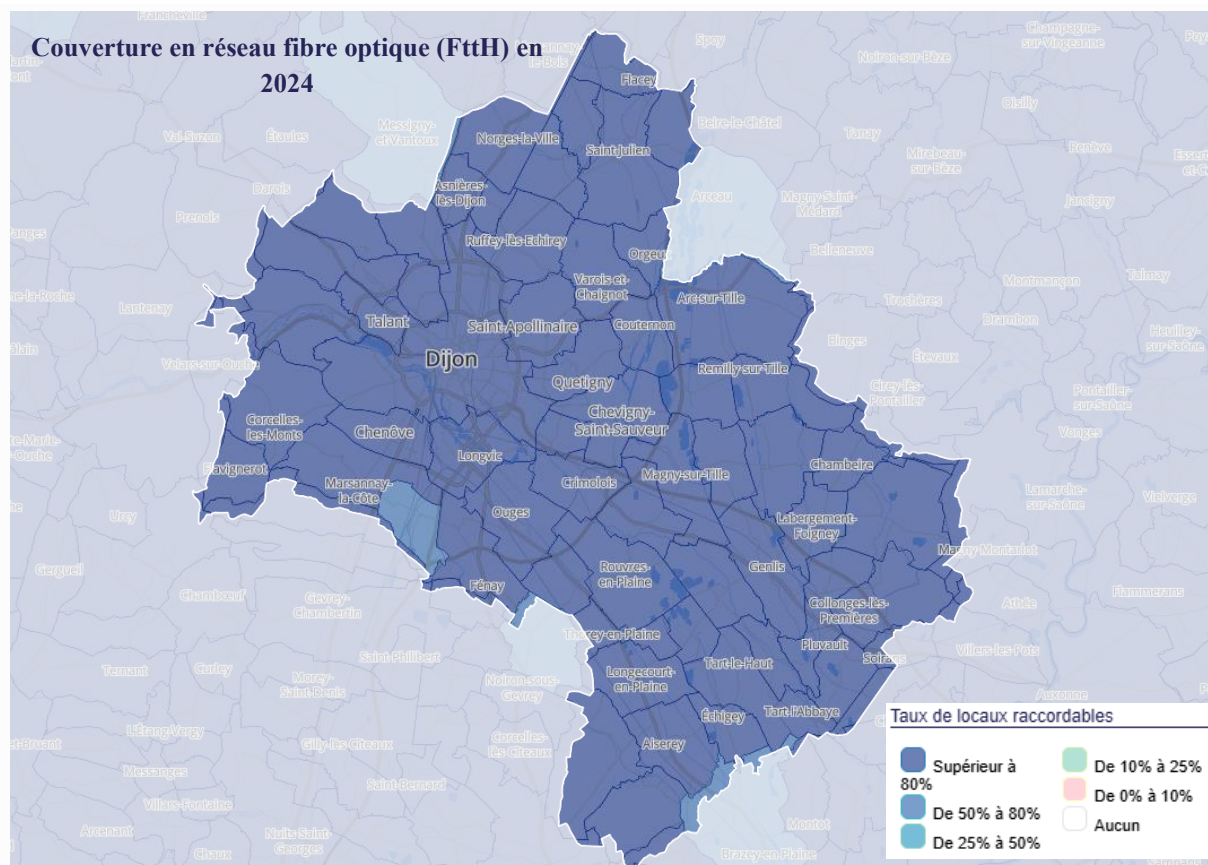 Francheville
Couverture en réseau fibre optique (FttH) en
2024
Spoy
Champagne-
sur-Vingeanne
Noiron-sur-Bèze
Flacey
Oisilly
Messigny-
et-Vantoux
Val-Suzon
Étaules
Norges-la-Ville
Saint-Julien
Beire-le-Châtel
Tanay
Mirebeau-
sur-Bèze
Renève
Darois
Asnières-
lès-Dijon
Arceau
Magny-Saint-
Médard
Jancigny
Prenois
Ruffey-lès-Echirey
Orgeux
Belleneuve
Varois et-
Chaignot
Arc-sur-Tille
Montmançon
Talmay
Lantenay
Trochères
Drambon
Talant
Saint-Apollinaire
Couternon
Heuilley-
sur-Saône
Binges
Étevaux
Velars-sur-Ouche
Dijon
Remilly-sur-Tille
Quetigny
Cirey-lès-
Pontailler
Pontailler-
sur-Saône
Chevigny-
Saint-Sauveur
Corcelles-
les-Monts
Chenôve
Vonges
Longvic
Flavignerot
Marsannay-
la-Côte
Crimolois
Magny-sur-Tille
Chambeire
Lamarche-
sur-Saône
Vielverge
Urcy
Ouges
Labergement-
Foigney
Magny-Montarlot
Gergueil
Rouvres-
en-Plaine
Genlis
Chambœuf
Gevrey-
Chambertin
Fénay
Collonges-lès-
Premières
Athée
Flammerans
Thorey-en-Plaine
Pluvault
Saint-Philibert
Soirans
Villers-les-Pots
Ternant
Curley
Morey-
Saint-Denis
Noiron-sous-
Gevrey
Longecourt-
en-Plaine
Tart-le-Haut
Auxonne
Échigey
Tart-l'Abbaye
L'Étang-Vergy
Gilly-lès-Cîteaux
Corcelles-
lès-Cîteaux
Aiserey
Messanges
Saint-Bernard
Villars-Fontaine
Arcenant
Nuits-Saint-
Georges
Chaux
Montot
Brazey-en-Plaine
Taux de locaux raccordables
Supérieur à
80%
De 50% à 80%
De 25% à 50%
De 10% à 25%
De 0% à 10%
Aucun